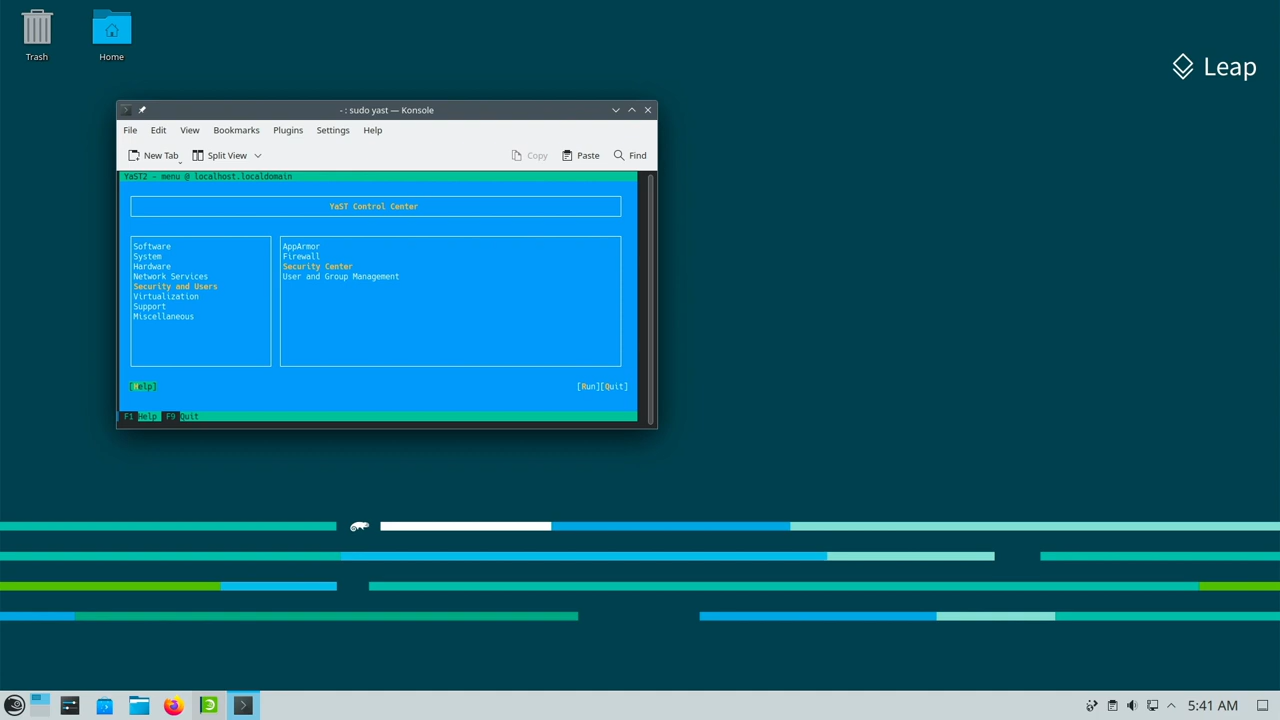 Trash
Home
Leap
- : sudo yast — Konsole
File Edit View Bookmarks Plugins Settings Help
New Tab Split View Copy Paste Find
YaST2 - menu @ localhost.localdomain
YaST Control Center
Software
System
Hardware
Network Services
Security and Users
Virtualization
Support
Miscellaneous
AppArmor
Firewall
Security Center
User and Group Management
[Help] [Run][Quit]
F1 Help F9 Quit
5:41 AM